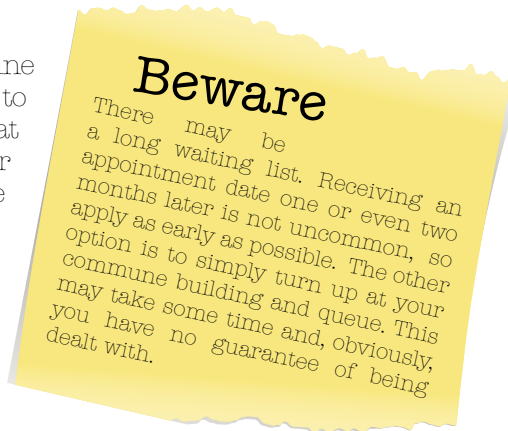 to
Beware
There may be
a long waiting list. Receiving an
appointment date one or even two
months later is not uncommon, so
apply as early as possible. The other
option is to simply turn up at your
commune building and queue. This
may take some time and, obviously,
you have no guarantee of being
dealt with.